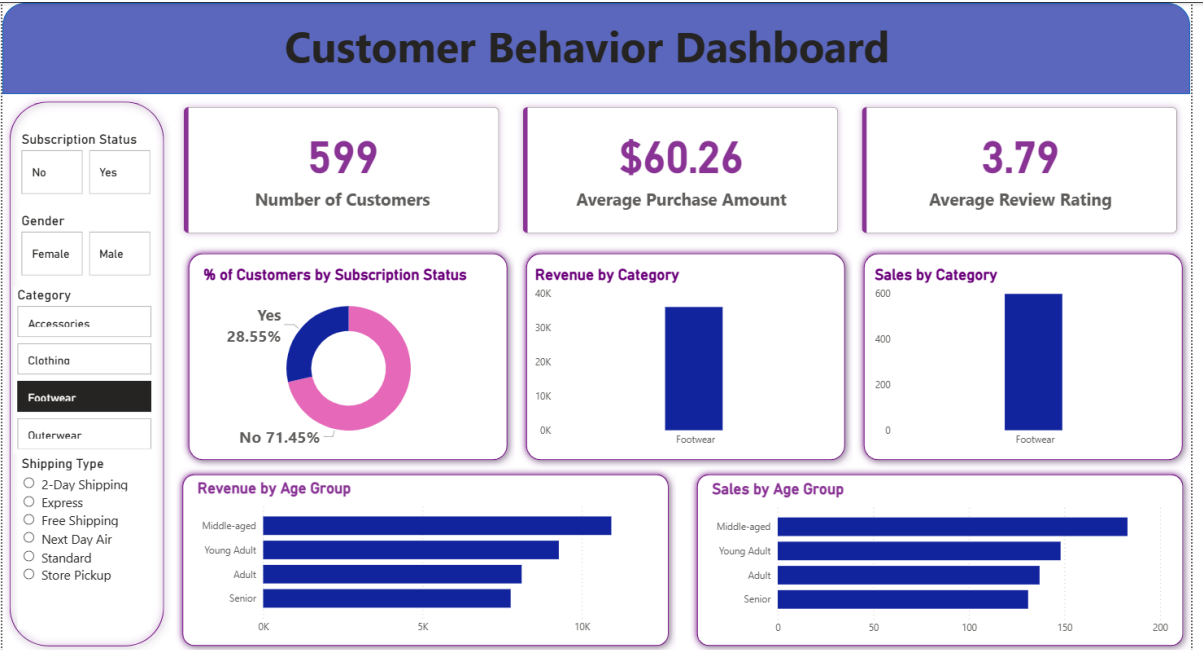 Customer Behavior Dashboard
Subscription Status
No Yes
Gender
Female Male
Category
Accessories
Clothing
Footwear
Outerwear
Shipping Type
2-Day Shipping
Express
Free Shipping
Next Day Air
Standard
Store Pickup
599
Number of Customers
$60.26
Average Purchase Amount
3.79
Average Review Rating
% of Customers by Subscription Status
Yes
28.55%
No 71.45%
Revenue by Category
40K
30K
20K
10K
0K
Footwear
Sales by Category
600
400
200
0
Footwear
Revenue by Age Group
Middle-aged
Young Adult
Adult
Senior
0K 5K 10K
Sales by Age Group
Middle-aged
Young Adult
Adult
Senior
0 50 100 150 200